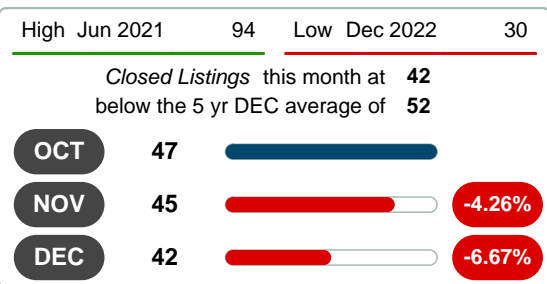 High Jun 2021 94 Low Dec 2022 30
Closed Listings this month at 42
below the 5 yr DEC average of 52
OCT 47
NOV 45 -4.26%
DEC 42 -6.67%